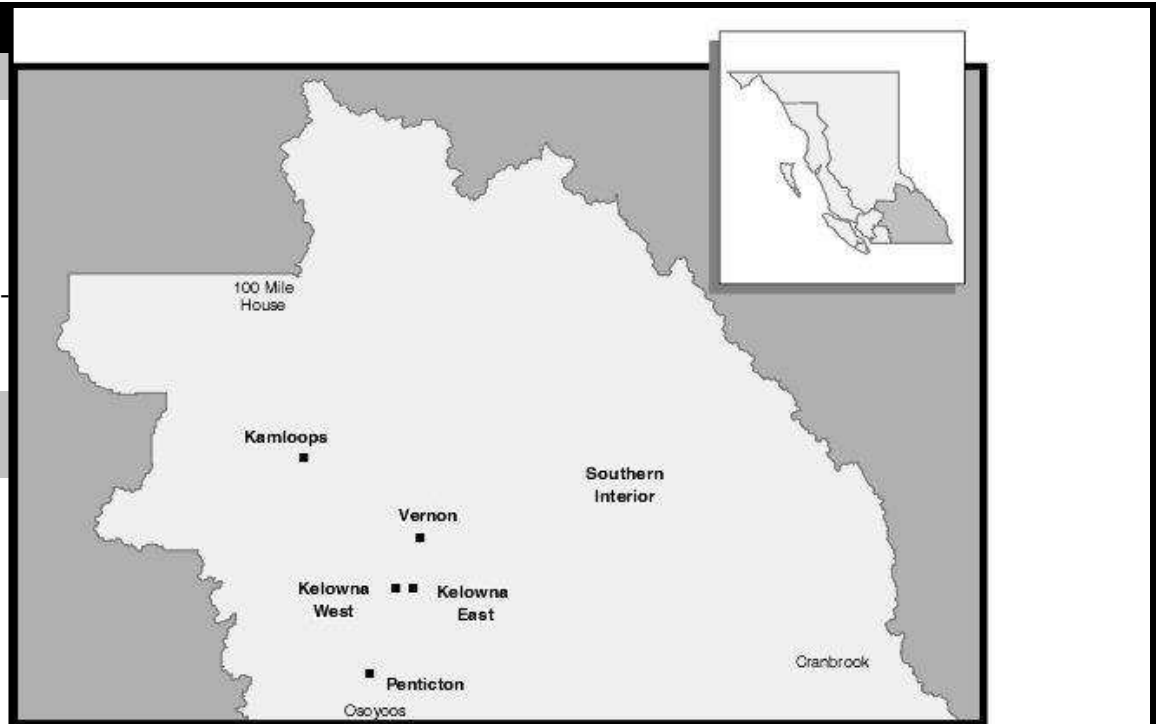 100 Mile
House
Kamloops
Southern
Interior
Vernon
Kelowna
West
Kelowna
East
Cranbrook
Penticton
Osoyoos